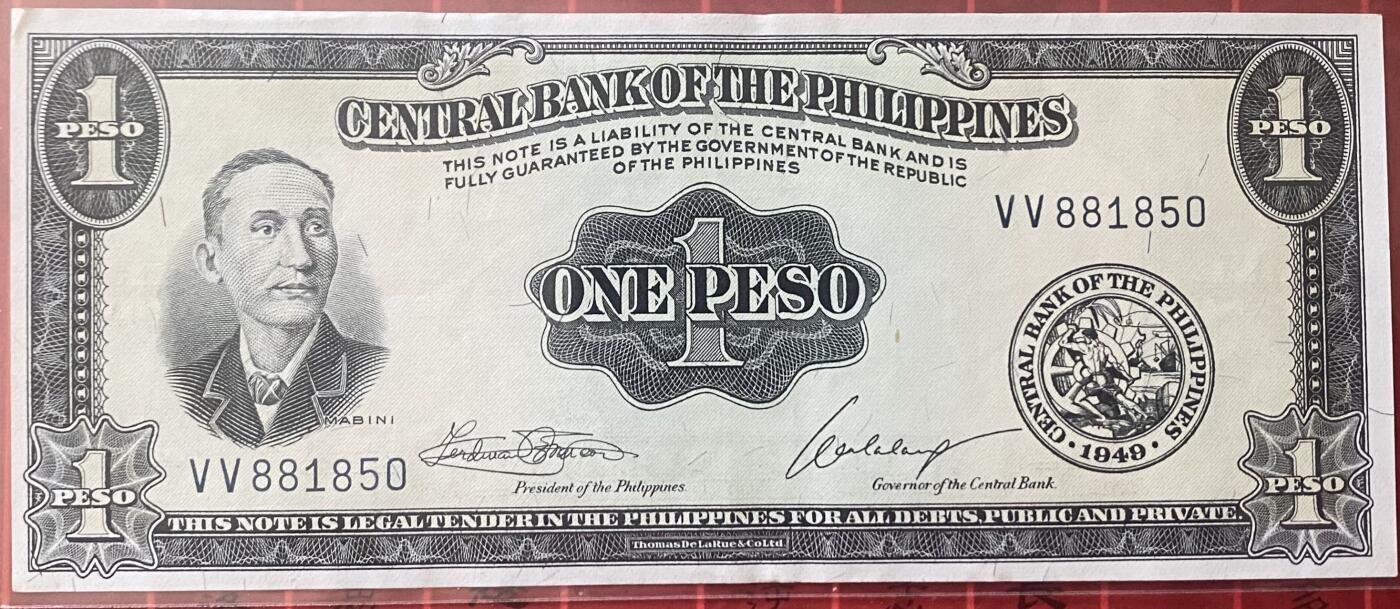 1
PESO
1
PESO
CENTRAL BANK OF THE PHILIPPINES
THIS NOTE IS A LIABILITY OF THE CENTRAL BANK AND IS
FULLY GUARANTEED BY THE GOVERNMENT OF THE REPUBLIC
OF THE PHILIPPINES
VV881850
1
ONE PESO
CENTRAL BANK OF THE PHILIPPINES
1949
MABINI
VV881850
President of the Philippines.
Governor of the Central Bank.
1
PESO
1
PESO
THIS NOTE IS LEGAL TENDER IN THE PHILIPPINES FOR ALL DEBTS, PUBLIC AND PRIVATE.
Thomas De La Rue & Co Ltd